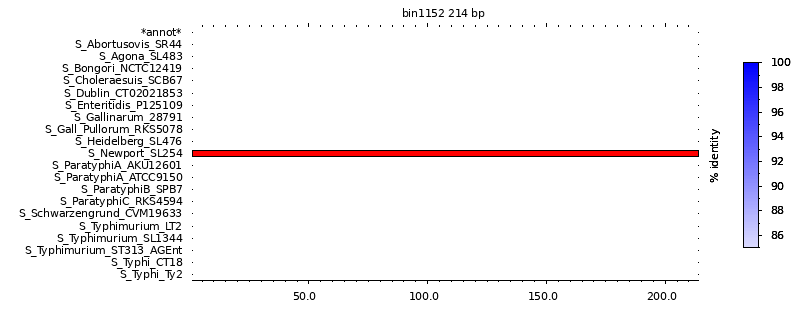 bin1152 214 bp
*annot*
S_Abortusovis_SR44
S_Agona_SL483
S_Bongori_NCTC12419
S_Choleraesuis_SCB67
S_Dublin_CT02021853
S_Enteritidis_P125109
S_Gallinarum_28791
S_Gall_Pullorum_RKS5078
S_Heidelberg_SL476
S_Newport_SL254
S_ParatyphiA_AKU12601
S_ParatyphiA_ATCC9150
S_ParatyphiB_SPB7
S_ParatyphiC_RKS4594
S_Schwarzengrund_CVM19633
S_Typhimurium_LT2
S_Typhimurium_SL1344
S_Typhimurium_ST313_AGEnt
S_Typhi_CT18
S_Typhi_Ty2
50.0 100.0 150.0 200.0
% identity
100
98
96
94
92
90
88
86